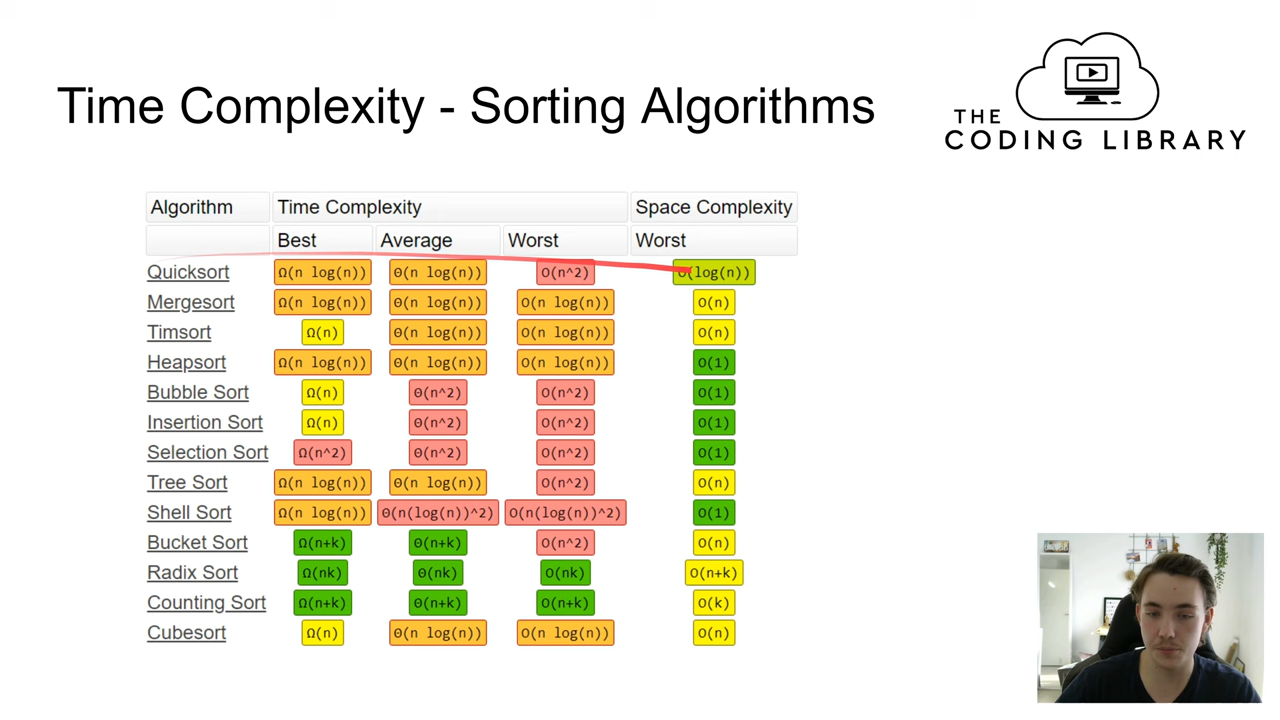 Time Complexity - Sorting Algorithms
THE
CODING LIBRARY
Algorithm Time Complexity Space Complexity
Best Average Worst Worst
Quicksort Ω(n log(n)) Θ(n log(n)) O(n^2) O(log(n))
Mergesort Ω(n log(n)) Θ(n log(n)) O(n log(n)) O(n)
Timsort Ω(n) Θ(n log(n)) O(n log(n)) O(n)
Heapsort Ω(n log(n)) Θ(n log(n)) O(n log(n)) O(1)
Bubble Sort Ω(n) Θ(n^2) O(n^2) O(1)
Insertion Sort Ω(n) Θ(n^2) O(n^2) O(1)
Selection Sort Ω(n^2) Θ(n^2) O(n^2) O(1)
Tree Sort Ω(n log(n)) Θ(n log(n)) O(n^2) O(n)
Shell Sort Ω(n log(n)) Θ(n(log(n))^2) O(n(log(n))^2) O(1)
Bucket Sort Ω(n+k) Θ(n+k) O(n^2) O(n)
Radix Sort Ω(nk) Θ(nk) O(nk) O(n+k)
Counting Sort Ω(n+k) Θ(n+k) O(n+k) O(k)
Cubesort Ω(n) Θ(n log(n)) O(n log(n)) O(n)